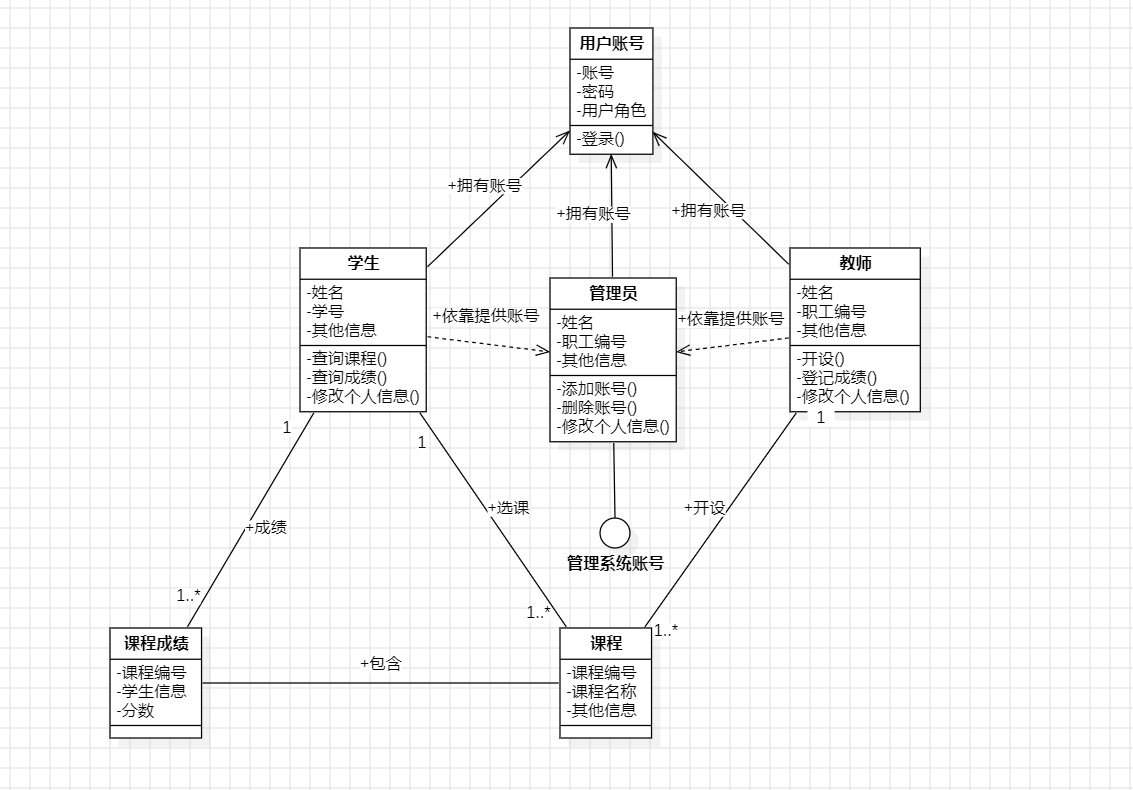 用户账号
-账号
-密码
-用户角色
-登录()
+拥有账号
+拥有账号
+拥有账号
学生
-姓名
-学号
-其他信息
-查询课程()
-查询成绩()
-修改个人信息()
+依靠提供账号
管理员
-姓名
-职工编号
-其他信息
-添加账号()
-删除账号()
-修改个人信息()
+依靠提供账号
教师
-姓名
-职工编号
-其他信息
-开设()
-登记成绩()
-修改个人信息()
1
1
1
+成绩
+选课
+开设
管理系统账号
1..*
1..*
1..*
课程成绩
-课程编号
-学生信息
-分数
+包含
课程
-课程编号
-课程名称
-其他信息